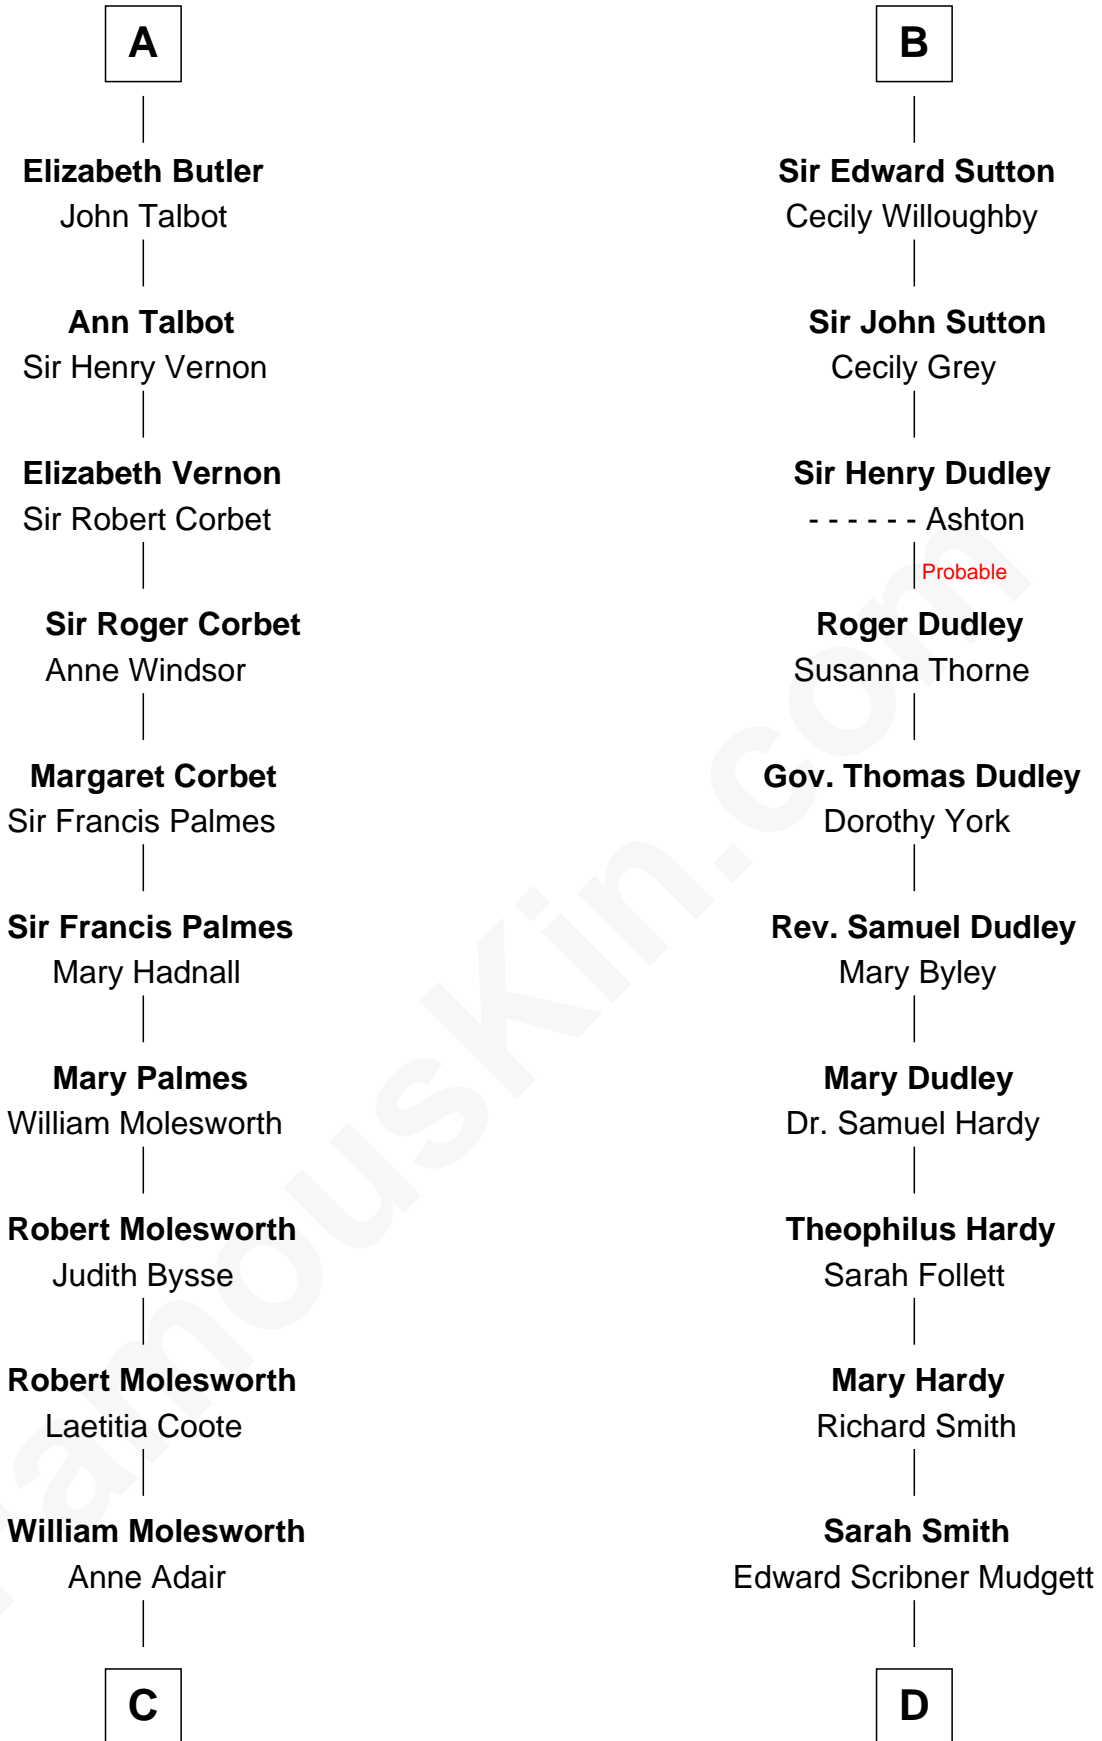 A
Elizabeth Butler
John Talbot
Ann Talbot
Sir Henry Vernon
Elizabeth Vernon
Sir Robert Corbet
Sir Roger Corbet
Anne Windsor
Margaret Corbet
Sir Francis Palmes
Sir Francis Palmes
Mary Hadnall
Mary Palmes
William Molesworth
Robert Molesworth
Judith Bysse
Robert Molesworth
Laetitia Coote
William Molesworth
Anne Adair
C
B
Sir Edward Sutton
Cecily Willoughby
Sir John Sutton
Cecily Grey
Sir Henry Dudley
- - - - - - Ashton
Probable
Roger Dudley
Susanna Thorne
Gov. Thomas Dudley
Dorothy York
Rev. Samuel Dudley
Mary Byley
Mary Dudley
Dr. Samuel Hardy
Theophilus Hardy
Sarah Follett
Mary Hardy
Richard Smith
Sarah Smith
Edward Scribner Mudgett
D
FamousKin.com